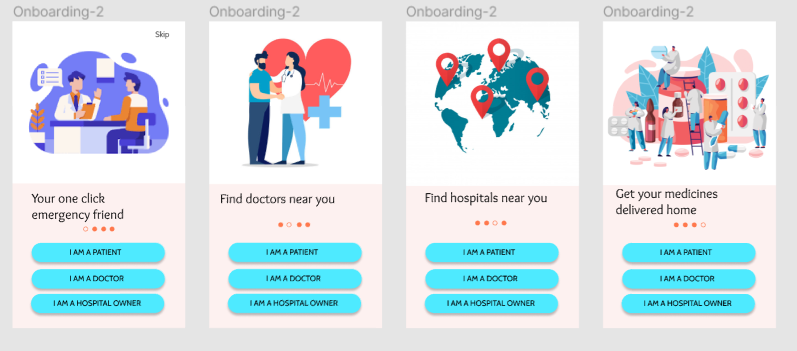 Onboarding-2
Skip
Your one click
emergency friend
I AM A PATIENT
I AM A DOCTOR
I AM A HOSPITAL OWNER
Onboarding-2
Find doctors near you
I AM A PATIENT
I AM A DOCTOR
I AM A HOSPITAL OWNER
Onboarding-2
Find hospitals near you
I AM A PATIENT
I AM A DOCTOR
I AM A HOSPITAL OWNER
Onboarding-2
Get your medicines
delivered home
I AM A PATIENT
I AM A DOCTOR
I AM A HOSPITAL OWNER